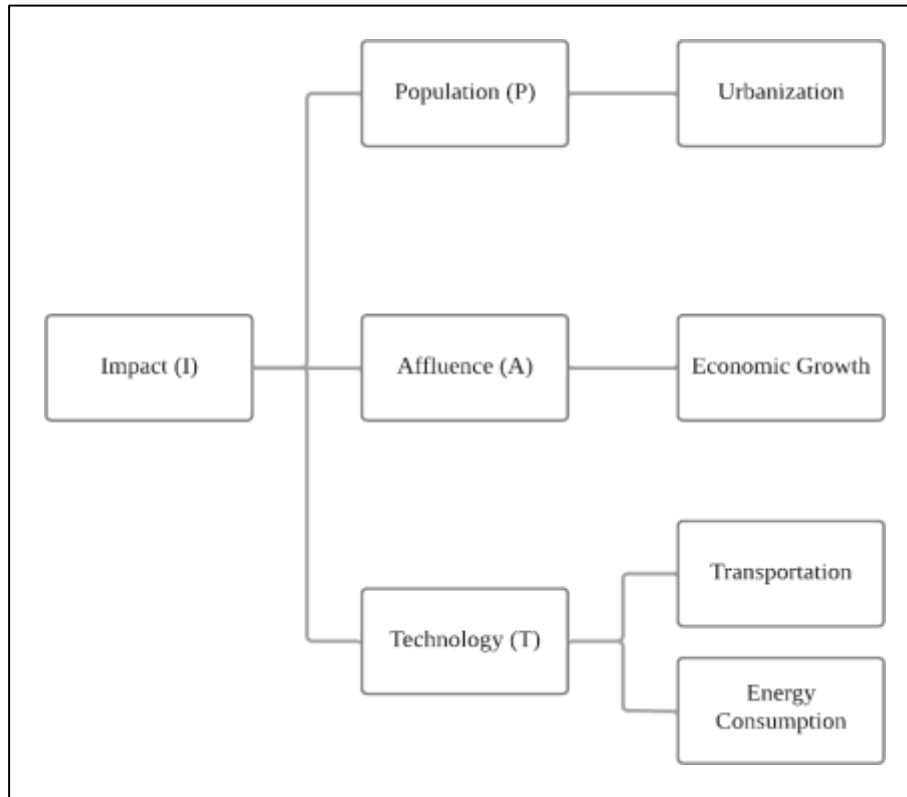 Population (P)
Urbanization
Impact (I)
Affluence (A)
Economic Growth
Technology (T)
Transportation
Energy
Consumption